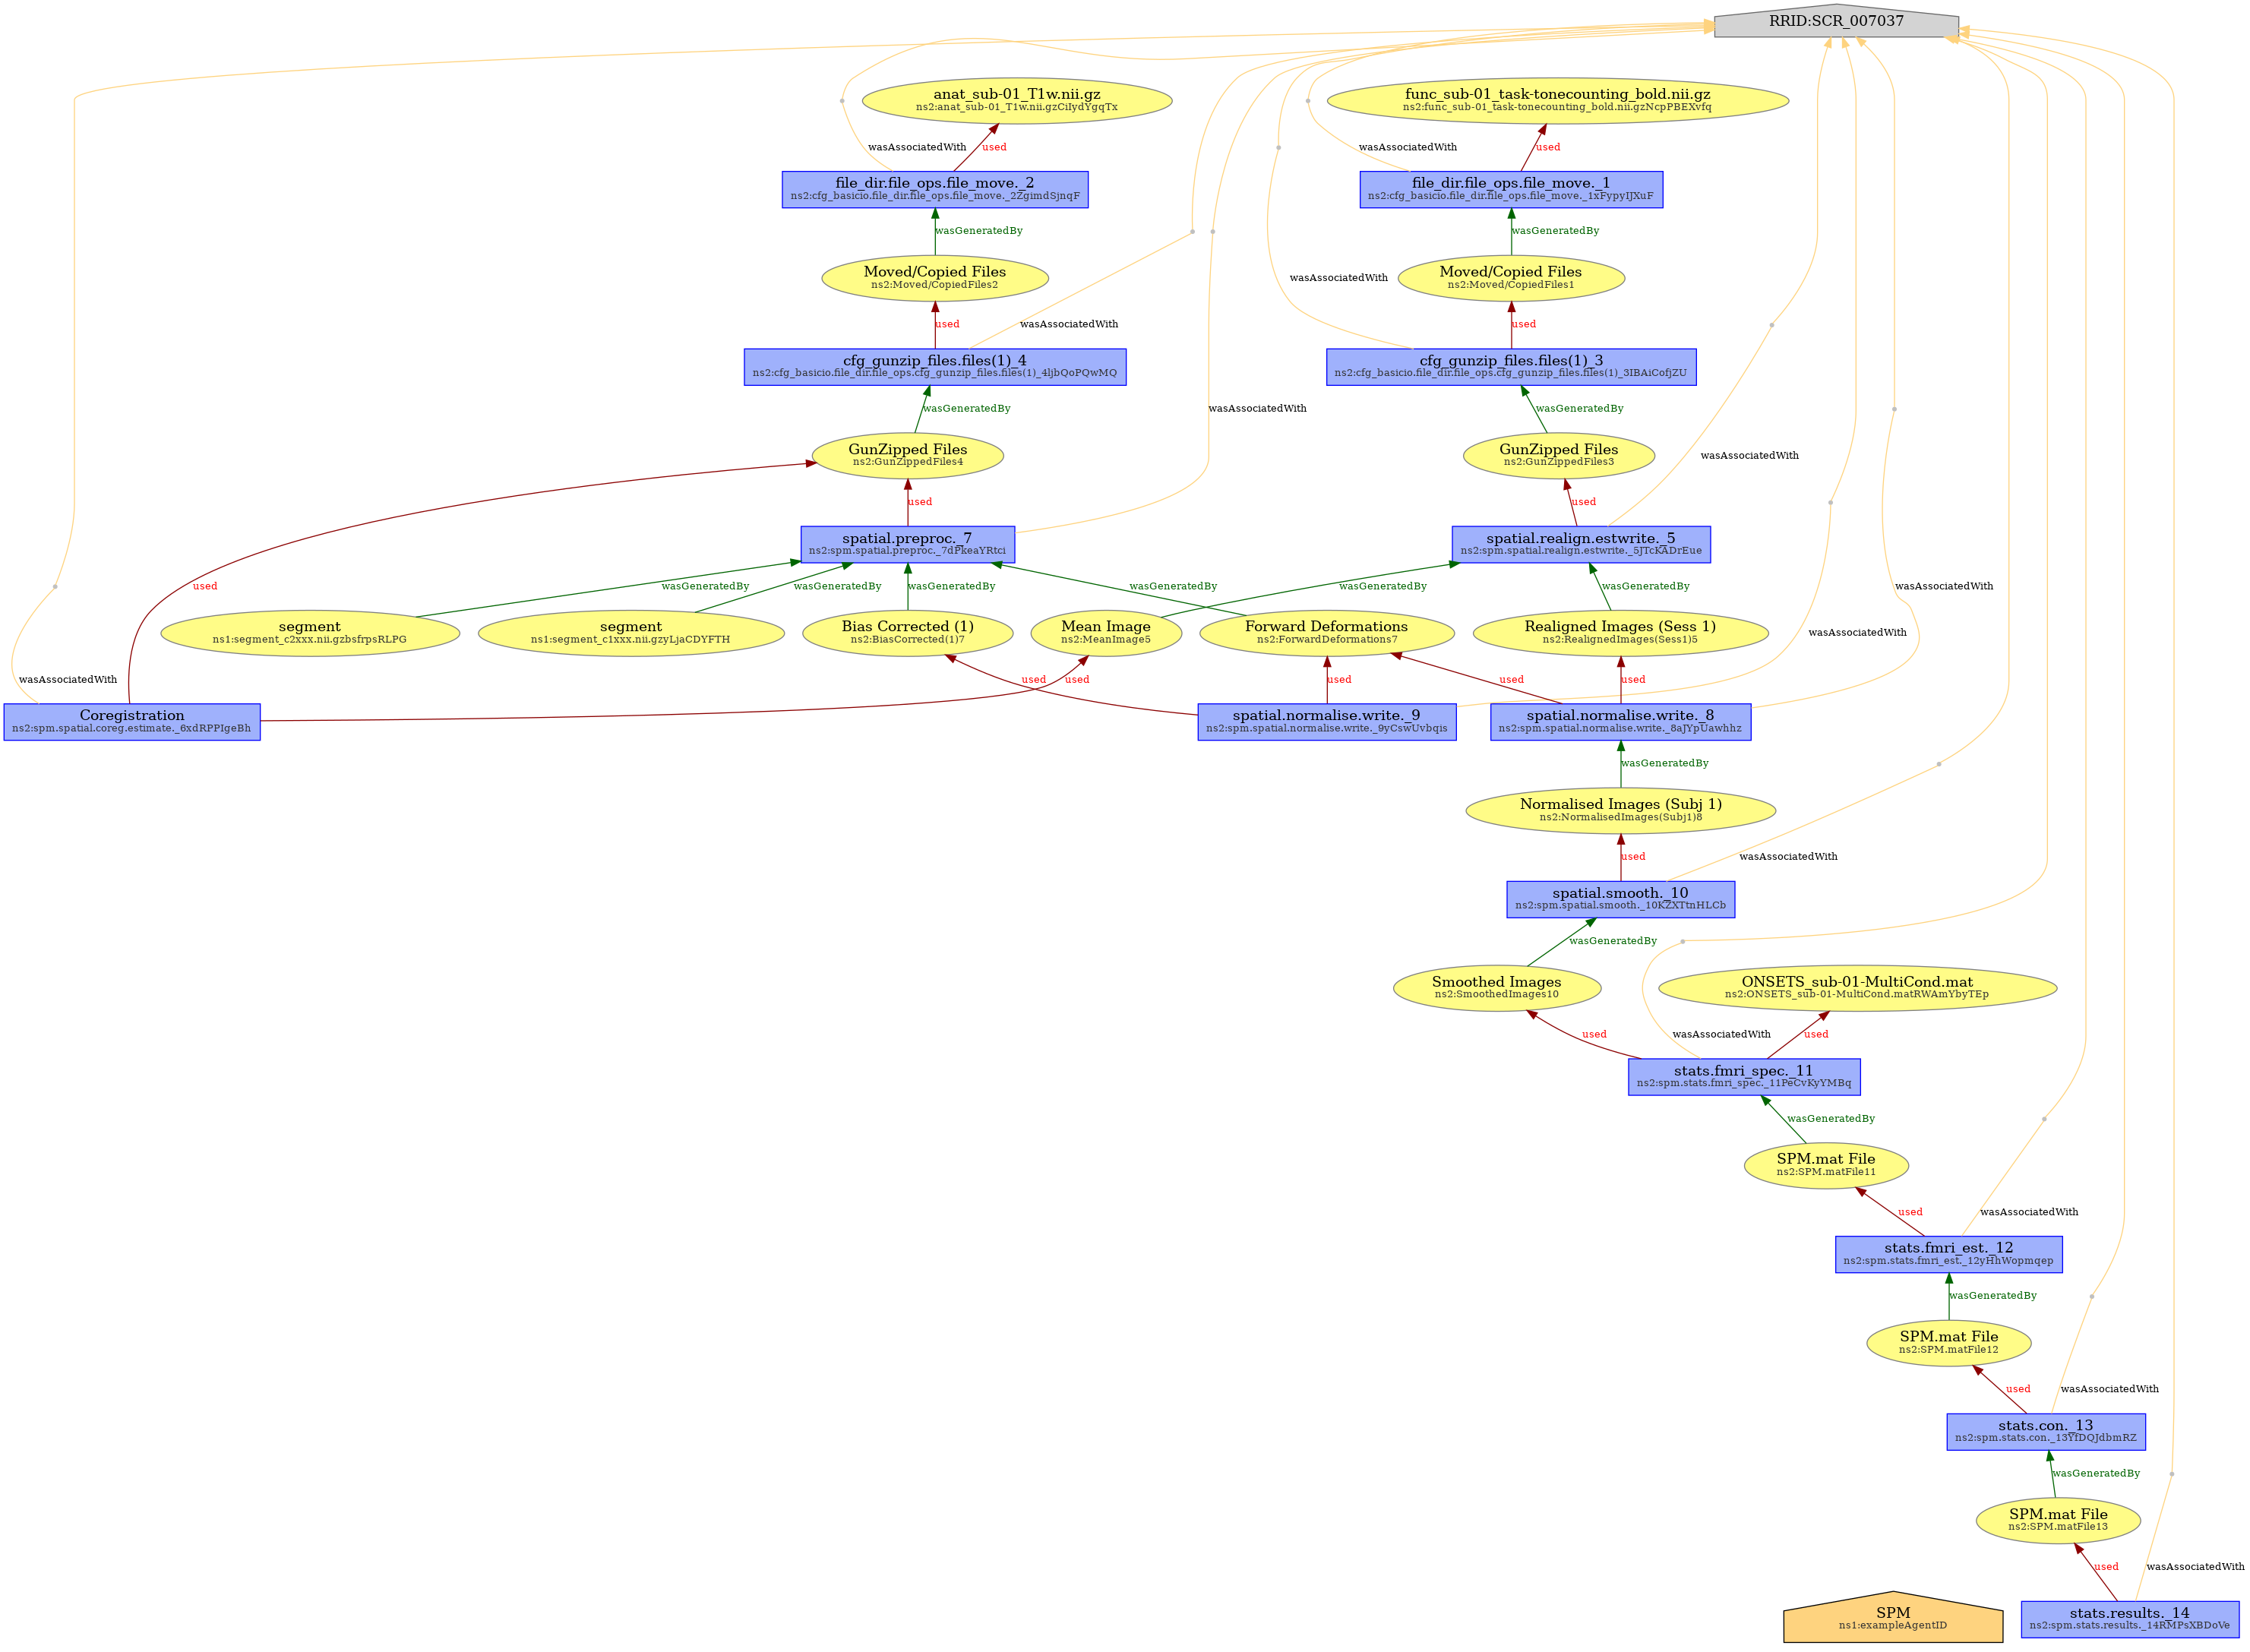 RRID:SCR_007037
anat_sub-01_T1w.nii.gz
ns2:anat_sub-01_T1w.nii.gzCiIydYgqTx
func_sub-01_task-tonecounting_bold.nii.gz
ns2:func_sub-01_task-tonecounting_bold.nii.gzNcpPBEXvfq
wasAssociatedWith
used
wasAssociatedWith
used
file_dir.file_ops.file_move._2
ns2:cfg_basicio.file_dir.file_ops.file_move._2ZgimdSjnqF
file_dir.file_ops.file_move._1
ns2:cfg_basicio.file_dir.file_ops.file_move._1xFypyIJXuF
wasGeneratedBy
wasGeneratedBy
Moved/Copied Files
ns2:Moved/CopiedFiles2
wasAssociatedWith
Moved/Copied Files
ns2:Moved/CopiedFiles1
used
wasAssociatedWith
used
cfg_gunzip_files.files(1)_4
ns2:cfg_basicio.file_dir.file_ops.cfg_gunzip_files.files(1)_4ljbQoPQwMQ
cfg_gunzip_files.files(1)_3
ns2:cfg_basicio.file_dir.file_ops.cfg_gunzip_files.files(1)_3IBAiCofjZU
wasGeneratedBy
wasAssociatedWith
wasGeneratedBy
GunZipped Files
ns2:GunZippedFiles4
GunZipped Files
ns2:GunZippedFiles3
wasAssociatedWith
used
used
spatial.preproc._7
ns2:spm.spatial.preproc._7dPkeaYRtci
spatial.realign.estwrite._5
ns2:spm.spatial.realign.estwrite._5JTcKADrEue
used
wasGeneratedBy
wasGeneratedBy
wasGeneratedBy
wasGeneratedBy
wasGeneratedBy
wasGeneratedBy
wasAssociatedWith
segment
ns1:segment_c2xxx.nii.gzbsfrpsRLPG
segment
ns1:segment_c1xxx.nii.gzyLjaCDYFTH
Bias Corrected (1)
ns2:BiasCorrected(1)7
Mean Image
ns2:MeanImage5
Forward Deformations
ns2:ForwardDeformations7
Realigned Images (Sess 1)
ns2:RealignedImages(Sess1)5
wasAssociatedWith
wasAssociatedWith
used
used
used
used
used
Coregistration
ns2:spm.spatial.coreg.estimate._6xdRPPIgeBh
spatial.normalise.write._9
ns2:spm.spatial.normalise.write._9yCswUvbqis
spatial.normalise.write._8
ns2:spm.spatial.normalise.write._8aJYpUawhhz
wasGeneratedBy
Normalised Images (Subj 1)
ns2:NormalisedImages(Subj1)8
used
wasAssociatedWith
spatial.smooth._10
ns2:spm.spatial.smooth._10KZXTtnHLCb
wasGeneratedBy
Smoothed Images
ns2:SmoothedImages10
ONSETS_sub-01-MultiCond.mat
ns2:ONSETS_sub-01-MultiCond.matRWAmYbyTEp
used
wasAssociatedWith
used
stats.fmri_spec._11
ns2:spm.stats.fmri_spec._11PeCvKyYMBq
wasGeneratedBy
SPM.mat File
ns2:SPM.matFile11
used
wasAssociatedWith
stats.fmri_est._12
ns2:spm.stats.fmri_est._12yHhWopmqep
wasGeneratedBy
SPM.mat File
ns2:SPM.matFile12
used
wasAssociatedWith
stats.con._13
ns2:spm.stats.con._13YfDQJdbmRZ
wasGeneratedBy
SPM.mat File
ns2:SPM.matFile13
used
wasAssociatedWith
SPM
ns1:exampleAgentID
stats.results._14
ns2:spm.stats.results._14RMPsXBDoVe